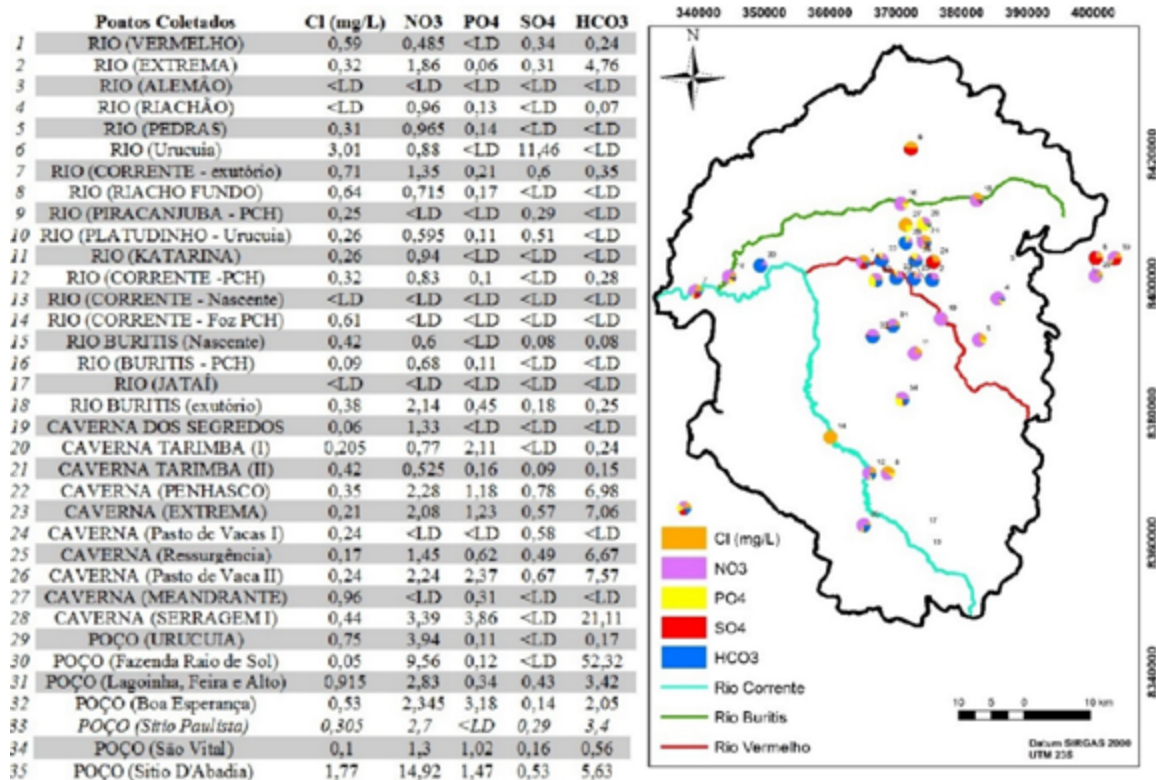 Pontos Coletados Cl (mg/L) NO3 PO4 SO4 HCO3
1 RIO (VERMELHO) 0,59 0,485 <LD 0,34 0,24
2 RIO (EXTREMA) 0,32 1,86 0,06 0,31 4,76
3 RIO (ALEMÃO) <LD <LD <LD <LD <LD
4 RIO (RIACHÃO) <LD 0,96 0,13 <LD 0,07
5 RIO (PEDRAS) 0,31 0,965 0,14 <LD <LD
6 RIO (Urucuia) 3,01 0,88 <LD 11,46 <LD
7 RIO (CORRENTE - exutório) 0,71 1,35 0,21 0,6 0,35
8 RIO (RIACHO FUNDO) 0,64 0,715 0,17 <LD <LD
9 RIO (PIRACANJUBA - PCH) 0,25 <LD <LD 0,29 <LD
10 RIO (PLATUDINHO - Urucuia) 0,26 0,595 0,11 0,51 <LD
11 RIO (KATARINA) 0,26 0,94 <LD <LD <LD
12 RIO (CORRENTE -PCH) 0,32 0,83 0,1 <LD 0,28
13 RIO (CORRENTE - Nascente) <LD <LD <LD <LD <LD
14 RIO (CORRENTE - Foz PCH) 0,61 <LD <LD <LD <LD
15 RIO BURITIS (Nascente) 0,42 0,6 <LD 0,08 0,08
16 RIO (BURITIS - PCH) 0,09 0,68 0,11 <LD <LD
17 RIO (JATAÍ) <LD <LD <LD <LD <LD
18 RIO BURITIS (exutório) 0,38 2,14 0,45 0,18 0,25
19 CAVERNA DOS SEGREDOS 0,06 1,33 <LD <LD <LD
20 CAVERNA TARIMBA (I) 0,205 0,77 2,11 <LD 0,24
21 CAVERNA TARIMBA (II) 0,42 0,525 0,16 0,09 0,15
22 CAVERNA (PENHASCO) 0,35 2,28 1,18 0,78 6,98
23 CAVERNA (EXTREMA) 0,21 2,08 1,23 0,57 7,06
24 CAVERNA (Pasto de Vacas I) 0,24 <LD <LD 0,58 <LD
25 CAVERNA (Ressurgência) 0,17 1,45 0,62 0,49 6,67
26 CAVERNA (Pasto de Vaca II) 0,24 2,24 2,37 0,67 7,57
27 CAVERNA (MEANDRANTE) 0,96 <LD 0,31 <LD <LD
28 CAVERNA (SERRAGEM I) 0,44 3,39 3,86 <LD 21,11
29 POÇO (URUCUIA) 0,75 3,94 0,11 <LD 0,17
30 POÇO (Fazenda Raio de Sol) 0,05 9,56 0,12 <LD 52,32
31 POÇO (Lagoinha, Feira e Alto) 0,915 2,83 0,34 0,43 3,42
32 POÇO (Boa Esperança) 0,53 2,345 3,18 0,14 2,05
33 POÇO (Sítio Paulista) 0,305 2,7 <LD 0,29 3,4
34 POÇO (São Vital) 0,1 1,3 1,02 0,16 0,56
35 POÇO (Sitio D'Abadia) 1,77 14,92 1,47 0,53 5,63
340000 350000 360000 370000 380000 390000 400000
N
8420000
8400000
8380000
8360000
8340000
Cl (mg/L)
NO3
PO4
SO4
HCO3
Rio Corrente
Rio Buritis
Rio Vermelho
10 0 10 km
Datum SIRGAS 2000
UTM 23S